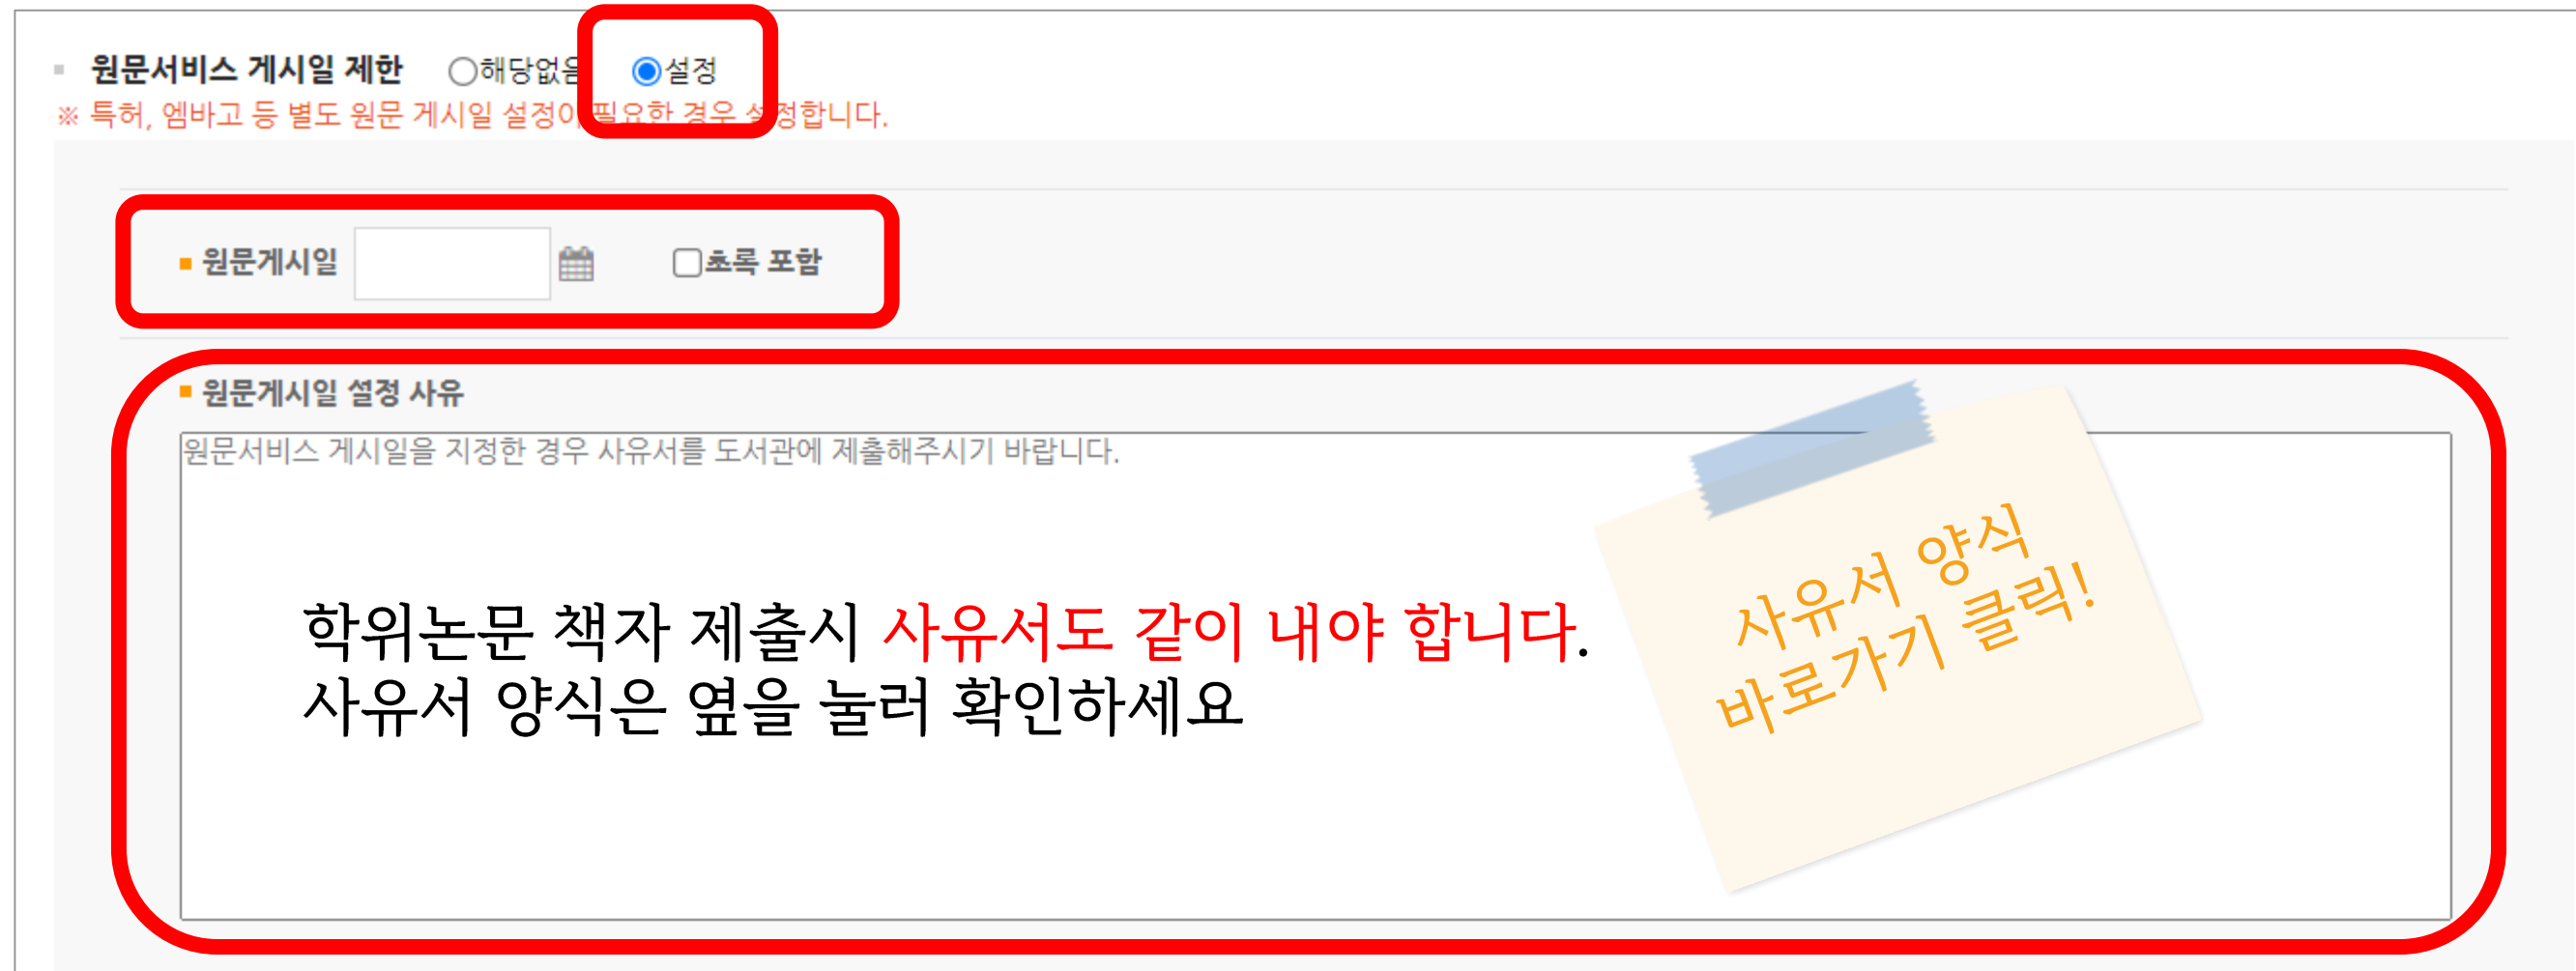 원문서비스 게시일 제한 해당없음 설정
※ 특허, 엠바고 등 별도 원문 게시일 설정이 필요한 경우 설정합니다.
원문게시일 초록 포함
원문게시일 설정 사유
원문서비스 게시일을 지정한 경우 사유서를 도서관에 제출해주시기 바랍니다.
학위논문 책자 제출시 사유서도 같이 내야 합니다.
사유서 양식은 옆을 눌러 확인하세요
사유서 양식
바로가기 클릭!